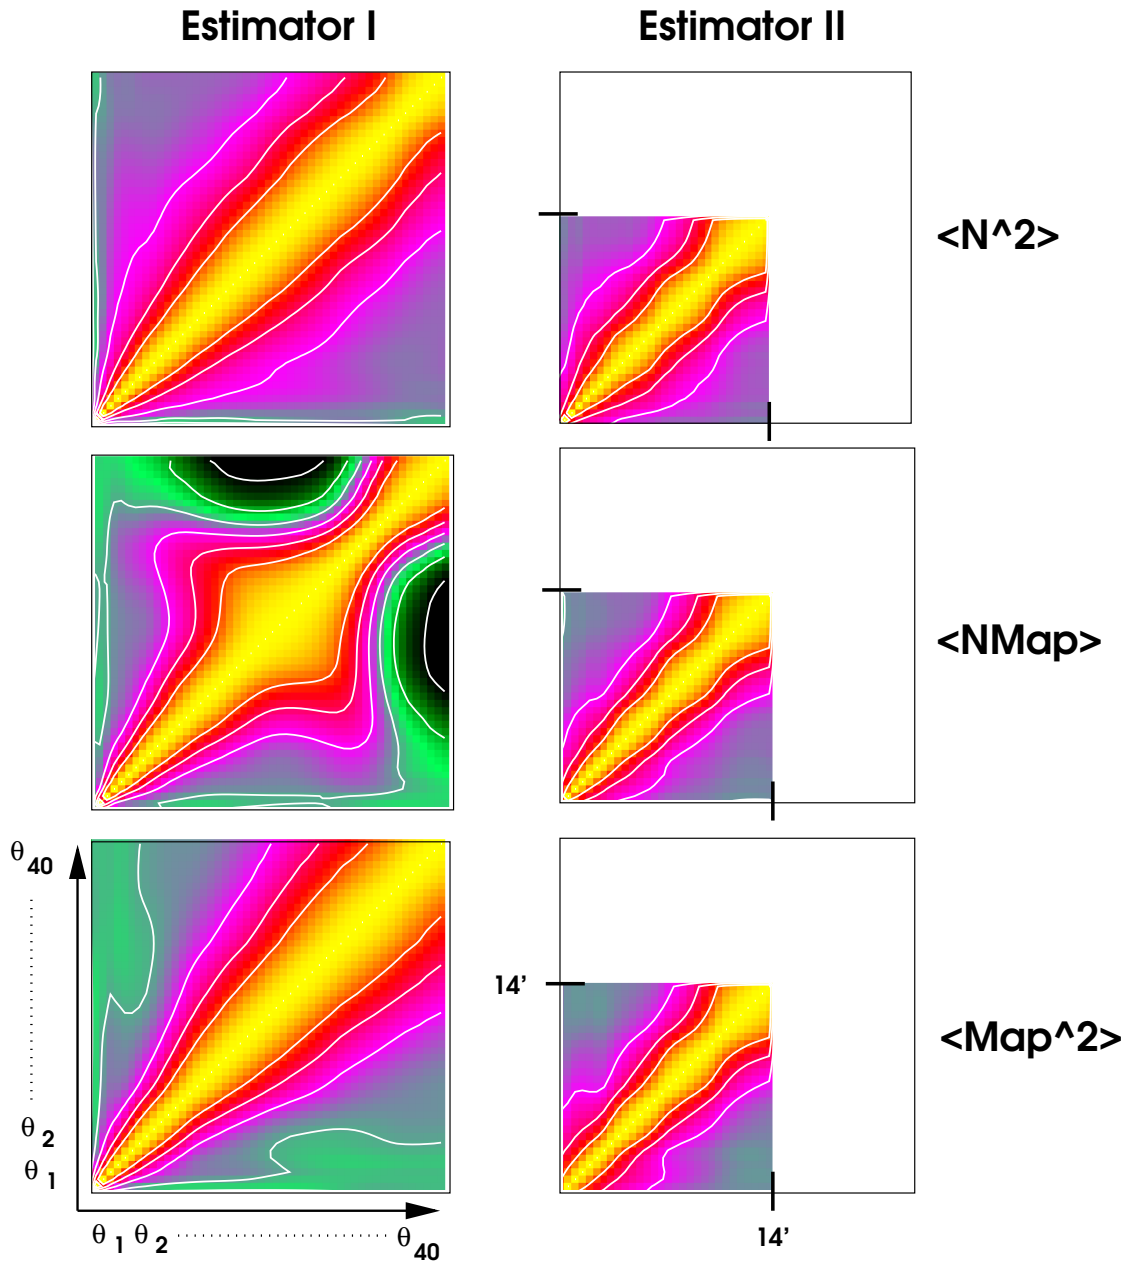 Estimator I
Estimator II
<N^2>
<NMap>
<Map^2>
θ 40
14’
θ 2
θ 1
θ 1 θ 2 θ 40
14’